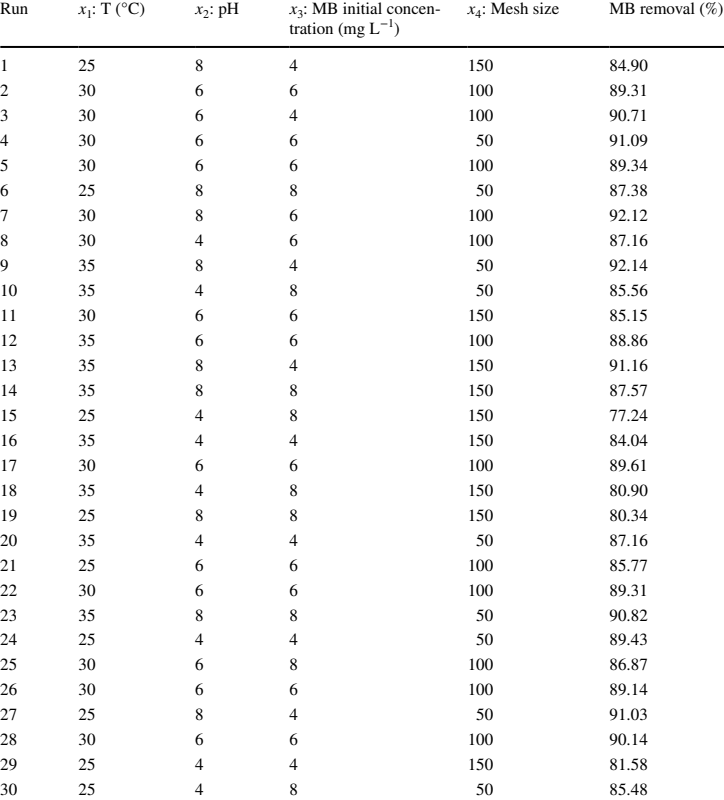 Run x₁: T (°C) x₂: pH x₃: MB initial concen- x₄: Mesh size MB removal (%)
tration (mg L⁻¹)
1 25 8 4 150 84.90
2 30 6 6 100 89.31
3 30 6 4 100 90.71
4 30 6 6 50 91.09
5 30 6 6 100 89.34
6 25 8 8 50 87.38
7 30 8 6 100 92.12
8 30 4 6 100 87.16
9 35 8 4 50 92.14
10 35 4 8 50 85.56
11 30 6 6 150 85.15
12 35 6 6 100 88.86
13 35 8 4 150 91.16
14 35 8 8 150 87.57
15 25 4 8 150 77.24
16 35 4 4 150 84.04
17 30 6 6 100 89.61
18 35 4 8 150 80.90
19 25 8 8 150 80.34
20 35 4 4 50 87.16
21 25 6 6 100 85.77
22 30 6 6 100 89.31
23 35 8 8 50 90.82
24 25 4 4 50 89.43
25 30 6 8 100 86.87
26 30 6 6 100 89.14
27 25 8 4 50 91.03
28 30 6 6 100 90.14
29 25 4 4 150 81.58
30 25 4 8 50 85.48